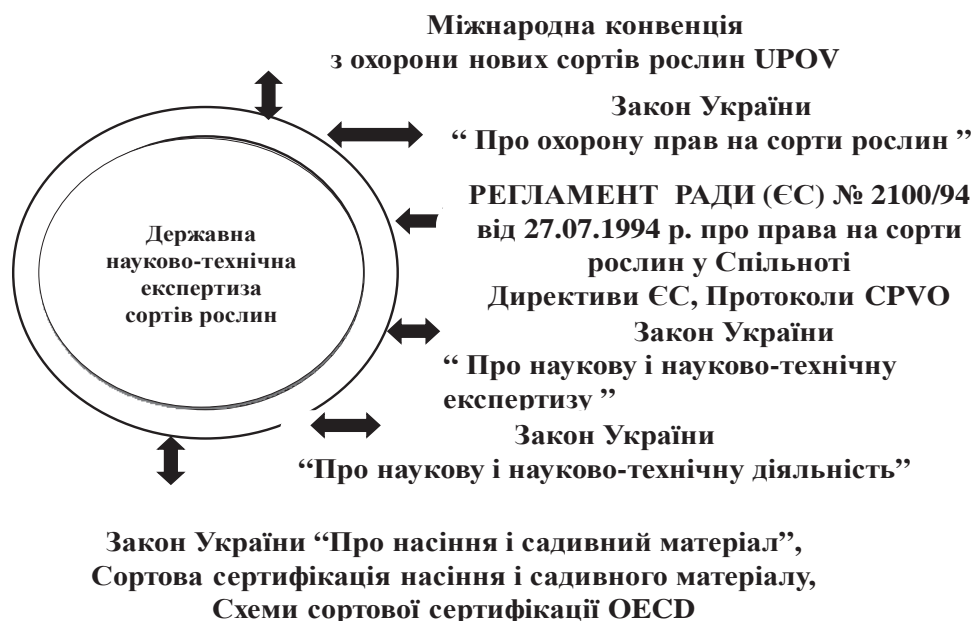 Міжнародна конвенція
з охорони нових сортів рослин UPOV
Закон України
“ Про охорону прав на сорти рослин ”
РЕГЛАМЕНТ РАДИ (ЄС) № 2100/94
від 27.07.1994 р. про права на сорти
рослин у Спільноті
Директиви ЄС, Протоколи CPVO
Державна
науково-технічна
експертиза
сортів рослин
Закон України
“ Про наукову і науково-технічну
експертизу ”
Закон України
“Про наукову і науково-технічну діяльність”
Закон України “Про насіння і садивний матеріал”,
Сортова сертифікація насіння і садивного матеріалу,
Схеми сортової сертифікації OECD